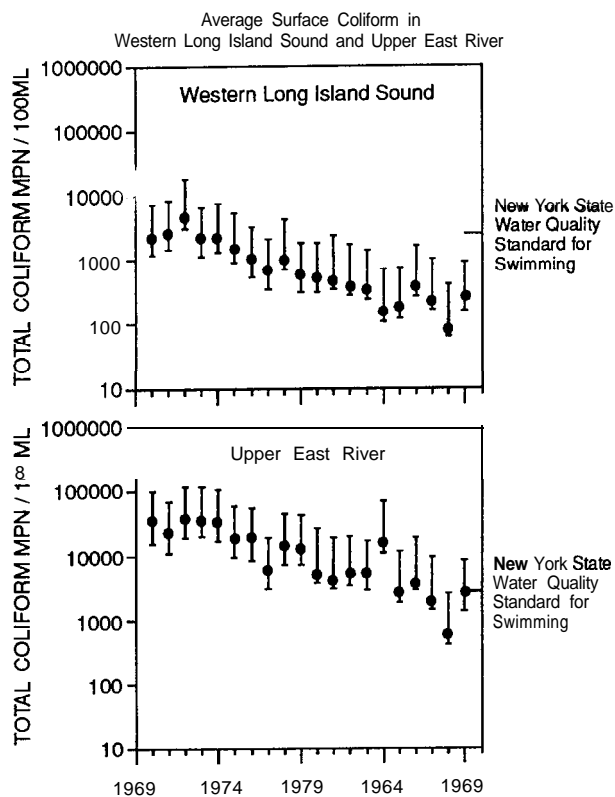 Average Surface Coliform in
Western Long Island Sound and Upper East River
TOTAL COLIFORM MPN / 100ML
1000000
100000
10000
1000
100
10
Western Long Island Sound
New York State
Water Quality
Standard for
Swimming
TOTAL COLIFORM MPN / 1∞ ML
1000000
100000
10000
1000
100
10
Upper East River
New York State
Water Quality
Standard for
Swimming
1969 1974 1979 1964 1969